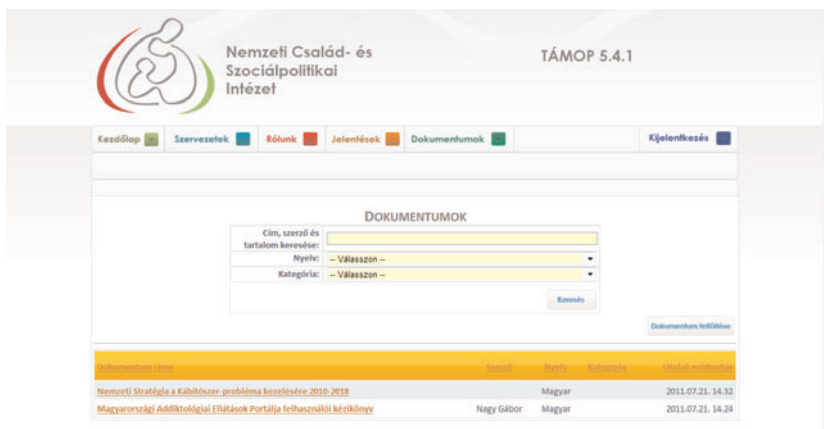 Nemzeti Család- és
Szociálpolitikai
Intézet
TÁMOP 5.4.1
Kezdőlap Szervezetek Rólunk Jelentések Dokumentumok Kijelentkezés
DOKUMENTUMOK
Cím, szerző és
tartalom keresése:
Nyelv: -- Válasszon --
Kategória: -- Válasszon --
Keresés
Dokumentum feltöltése
Dokumentum címe Szerző Nyelv Kategoria Utolsó módosítás
Nemzeti Stratégia a Kábítószer-probléma kezelésére 2010-2018 Magyar 2011.07.21. 14.32
Magyarországi Addiktológiai Ellátások Portálja felhasználói kézikönyv Nagy Gábor Magyar 2011.07.21. 14.24